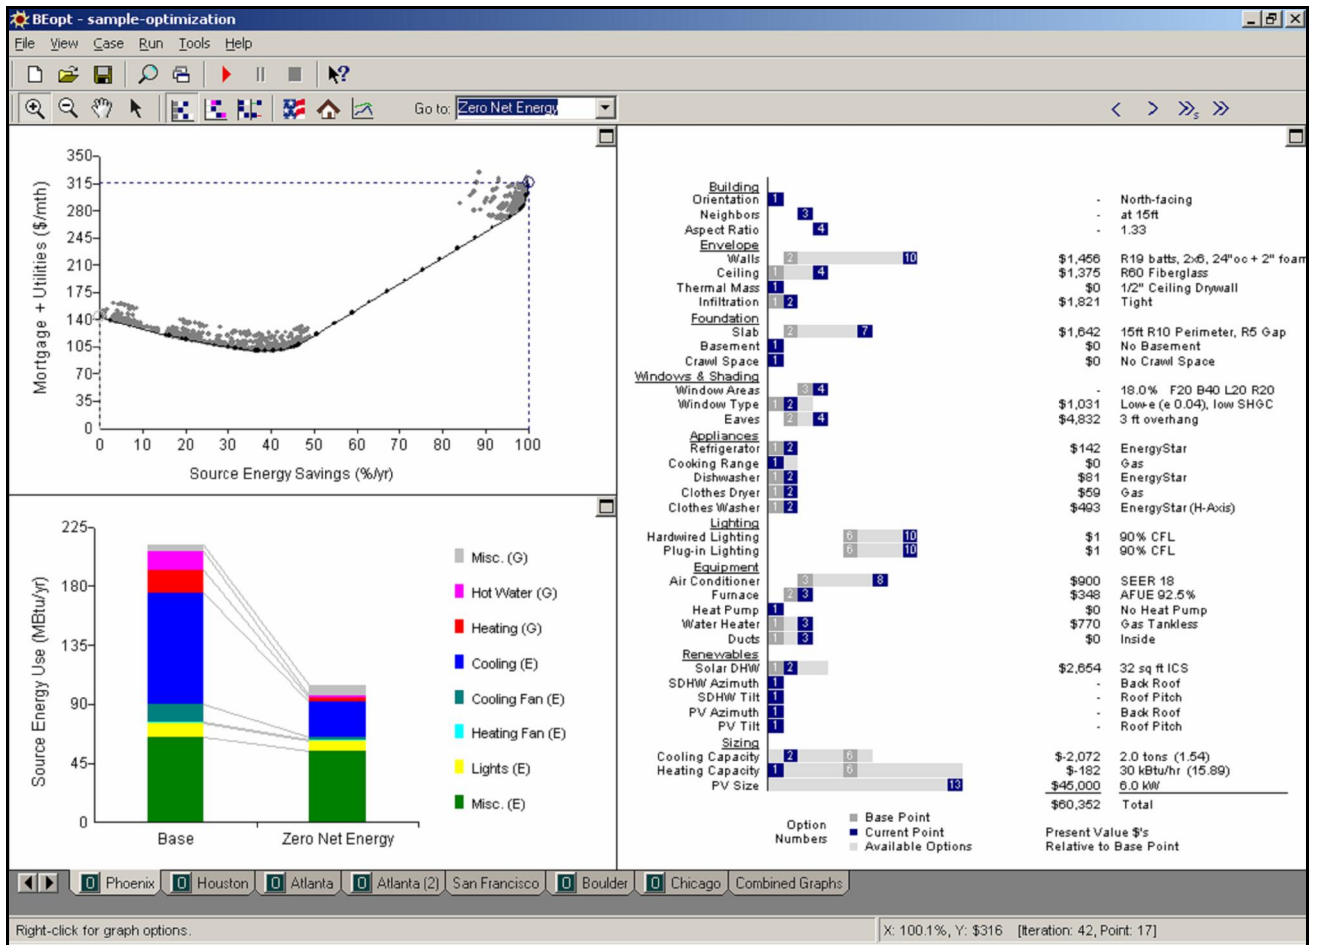 BEopt - sample-optimization
File View Case Run Tools Help
Go to: Zero Net Energy
< > »s »
350
315
280
245
210
175
140
105
70
35
0
0 10 20 30 40 50 60 70 80 90 100
Mortgage + Utilities ($/mth)
Source Energy Savings (%/yr)
225
180
135
90
45
0
Source Energy Use (MBtu/yr)
Base Zero Net Energy
Misc. (G)
Hot Water (G)
Heating (G)
Cooling (E)
Cooling Fan (E)
Heating Fan (E)
Lights (E)
Misc. (E)
Building
Orientation 1 - North-facing
Neighbors 3 - at 15ft
Aspect Ratio 4 - 1.33
Envelope
Walls 2 10 $1,456 R19 batts, 2x6, 24"oc + 2" foam
Ceiling 1 4 $1,375 R60 Fiberglass
Thermal Mass 1 $0 1/2" Ceiling Drywall
Infiltration 1 2 $1,821 Tight
Foundation
Slab 2 7 $1,642 15ft R10 Perimeter, R5 Gap
Basement 1 $0 No Basement
Crawl Space 1 $0 No Crawl Space
Windows & Shading
Window Areas 3 4 - 18.0% F20 B40 L20 R20
Window Type 1 2 $1,031 Low-e (e 0.04), low SHGC
Eaves 2 4 $4,832 3 ft overhang
Appliances
Refrigerator 1 2 $142 EnergyStar
Cooking Range 1 $0 Gas
Dishwasher 1 2 $81 EnergyStar
Clothes Dryer 1 2 $59 Gas
Clothes Washer 1 2 $493 EnergyStar (H-Axis)
Lighting
Hardwired Lighting 6 10 $1 90% CFL
Plug-in Lighting 6 10 $1 90% CFL
Equipment
Air Conditioner 3 8 $900 SEER 18
Furnace 2 3 $348 AFUE 92.5%
Heat Pump 1 $0 No Heat Pump
Water Heater 1 3 $770 Gas Tankless
Ducts 1 3 $0 Inside
Renewables
Solar DHW 1 2 $2,654 32 sq ft ICS
SDHW Azimuth 1 - Back Roof
SDHW Tilt 1 - Roof Pitch
PV Azimuth 1 - Back Roof
PV Tilt 1 - Roof Pitch
Sizing
Cooling Capacity 2 6 $-2,072 2.0 tons (1.54)
Heating Capacity 1 6 $-182 30 kBtu/hr (15.89)
PV Size 13 $45,000 6.0 kW
$60,352 Total
Option Numbers
Base Point
Current Point
Available Options
Present Value $'s
Relative to Base Point
Phoenix Houston Atlanta Atlanta (2) San Francisco Boulder Chicago Combined Graphs
Right-click for graph options. X: 100.1%, Y: $316 [Iteration: 42, Point: 17]